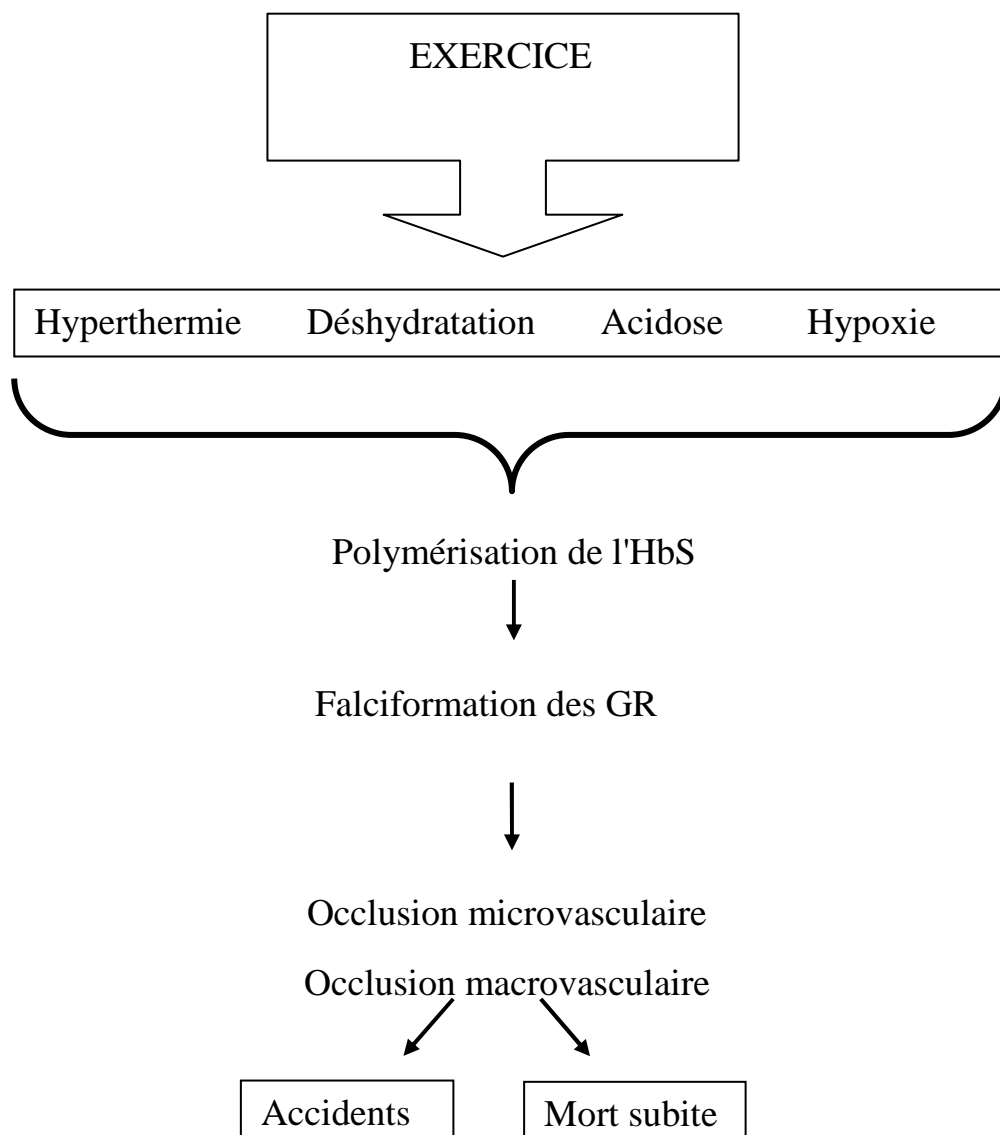 EXERCICE
Hyperthermie Déshydratation Acidose Hypoxie
Polymérisation de l'HbS
Falciformation des GR
Occlusion microvasculaire
Occlusion macrovasculaire
Accidents Mort subite